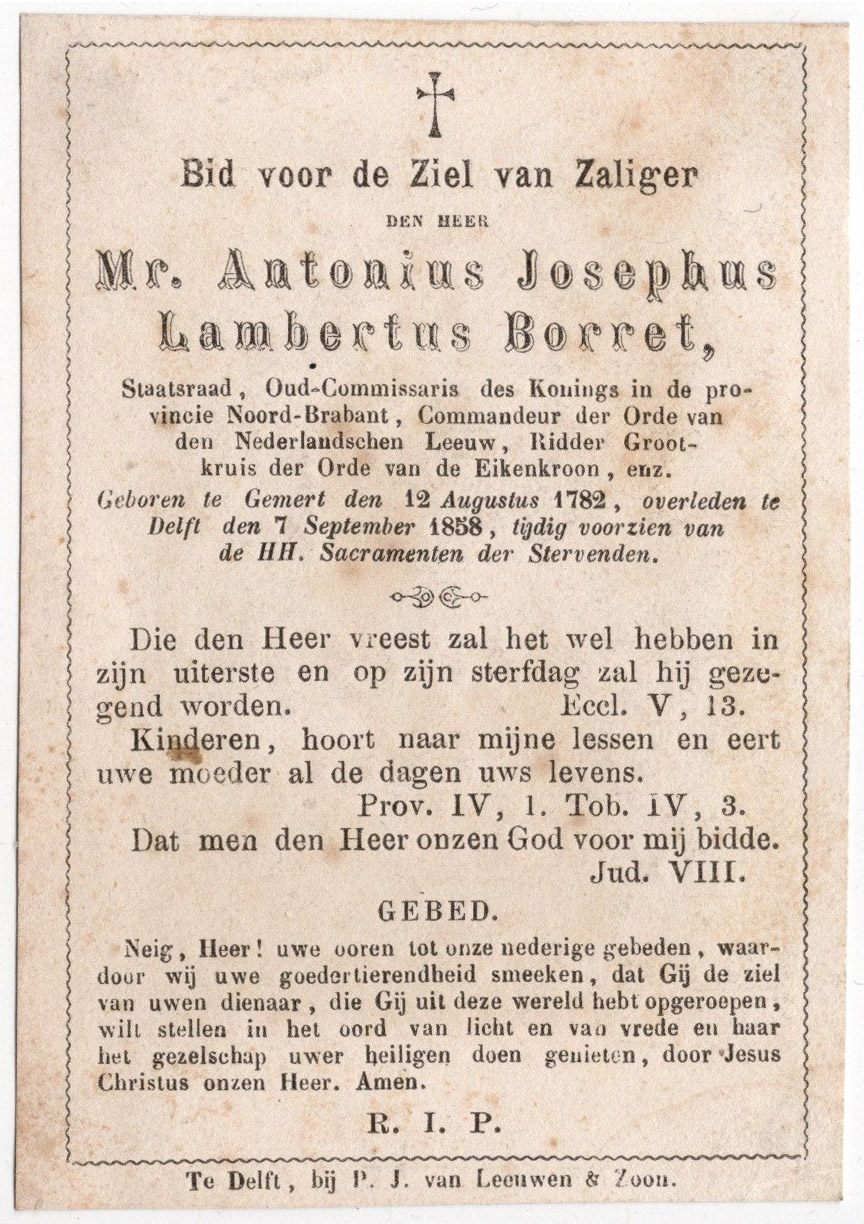 Bid voor de Ziel van Zaliger
DEN HEER
Mr. Antonius Josephus
Lambertus Borret,
Staatsraad, Oud-Commissaris des Konings in de pro-
vincie Noord-Brabant, Commandeur der Orde van
den Nederlandschen Leeuw, Ridder Groot-
kruis der Orde van de Eikenkroon, enz.
Geboren te Gemert den 12 Augustus 1782, overleden te
Delft den 7 September 1858, tijdig voorzien van
de HH. Sacramenten der Stervenden.
Die den Heer vreest zal het wel hebben in
zijn uiterste en op zijn sterfdag zal hij geze-
gend worden. Eccl. V, 13.
Kinderen, hoort naar mijne lessen en eert
uwe moeder al de dagen uws levens.
Prov. IV, 1. Tob. IV, 3.
Dat men den Heer onzen God voor mij bidde.
Jud. VIII.
GEBED.
Neig, Heer! uwe ooren tot onze nederige gebeden, waar-
door wij uwe goedertierendheid smeeken, dat Gij de ziel
van uwen dienaar, die Gij uit deze wereld hebt opgeroepen,
wilt stellen in het oord van licht en van vrede en haar
het gezelschap uwer heiligen doen genieten, door Jesus
Christus onzen Heer. Amen.
R. I. P.
Te Delft, bij P. J. van Leeuwen & Zoon.